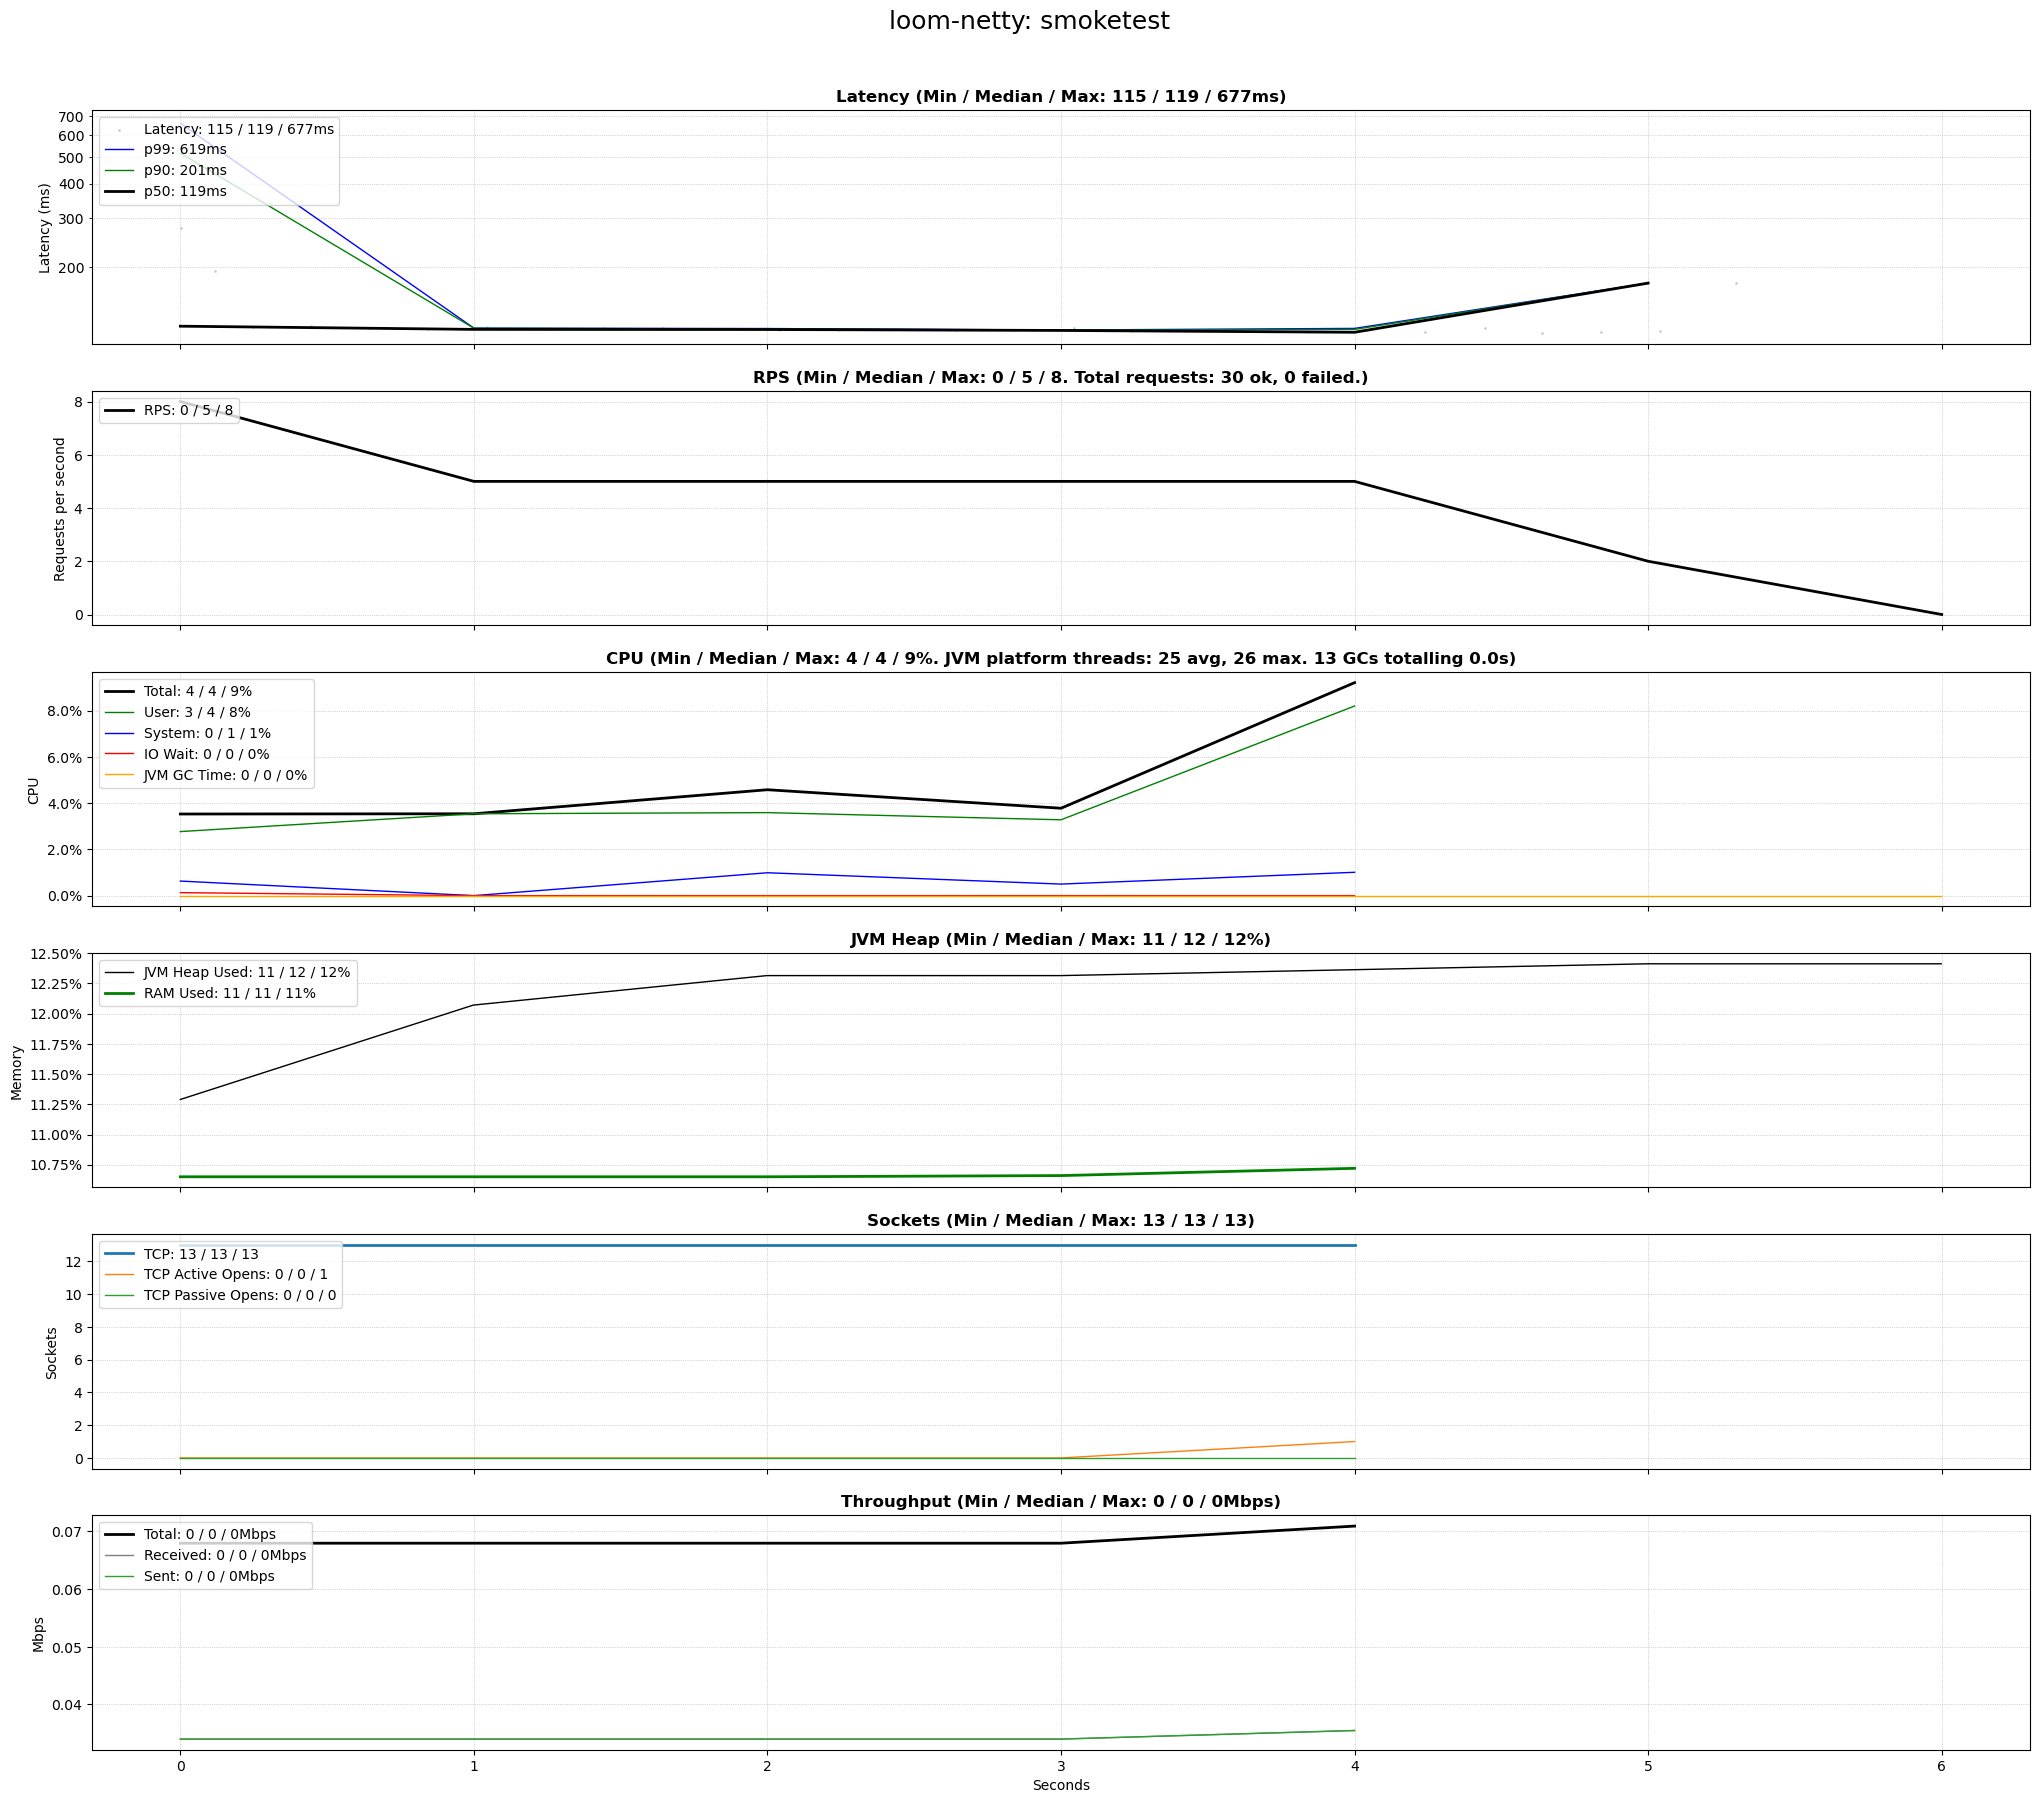 loom-netty: smoketest
Latency (Min / Median / Max: 115 / 119 / 677ms)
Latency (ms)
700
600
500
400
300
200
Latency: 115 / 119 / 677ms
p99: 619ms
p90: 201ms
p50: 119ms
RPS (Min / Median / Max: 0 / 5 / 8. Total requests: 30 ok, 0 failed.)
Requests per second
8
6
4
2
0
RPS: 0 / 5 / 8
CPU (Min / Median / Max: 4 / 4 / 9%. JVM platform threads: 25 avg, 26 max. 13 GCs totalling 0.0s)
CPU
8.0%
6.0%
4.0%
2.0%
0.0%
Total: 4 / 4 / 9%
User: 3 / 4 / 8%
System: 0 / 1 / 1%
IO Wait: 0 / 0 / 0%
JVM GC Time: 0 / 0 / 0%
JVM Heap (Min / Median / Max: 11 / 12 / 12%)
Memory
12.50%
12.25%
12.00%
11.75%
11.50%
11.25%
11.00%
10.75%
JVM Heap Used: 11 / 12 / 12%
RAM Used: 11 / 11 / 11%
Sockets (Min / Median / Max: 13 / 13 / 13)
Sockets
12
10
8
6
4
2
0
TCP: 13 / 13 / 13
TCP Active Opens: 0 / 0 / 1
TCP Passive Opens: 0 / 0 / 0
Throughput (Min / Median / Max: 0 / 0 / 0Mbps)
Mbps
0.07
0.06
0.05
0.04
Total: 0 / 0 / 0Mbps
Received: 0 / 0 / 0Mbps
Sent: 0 / 0 / 0Mbps
0 1 2 3 4 5 6
Seconds